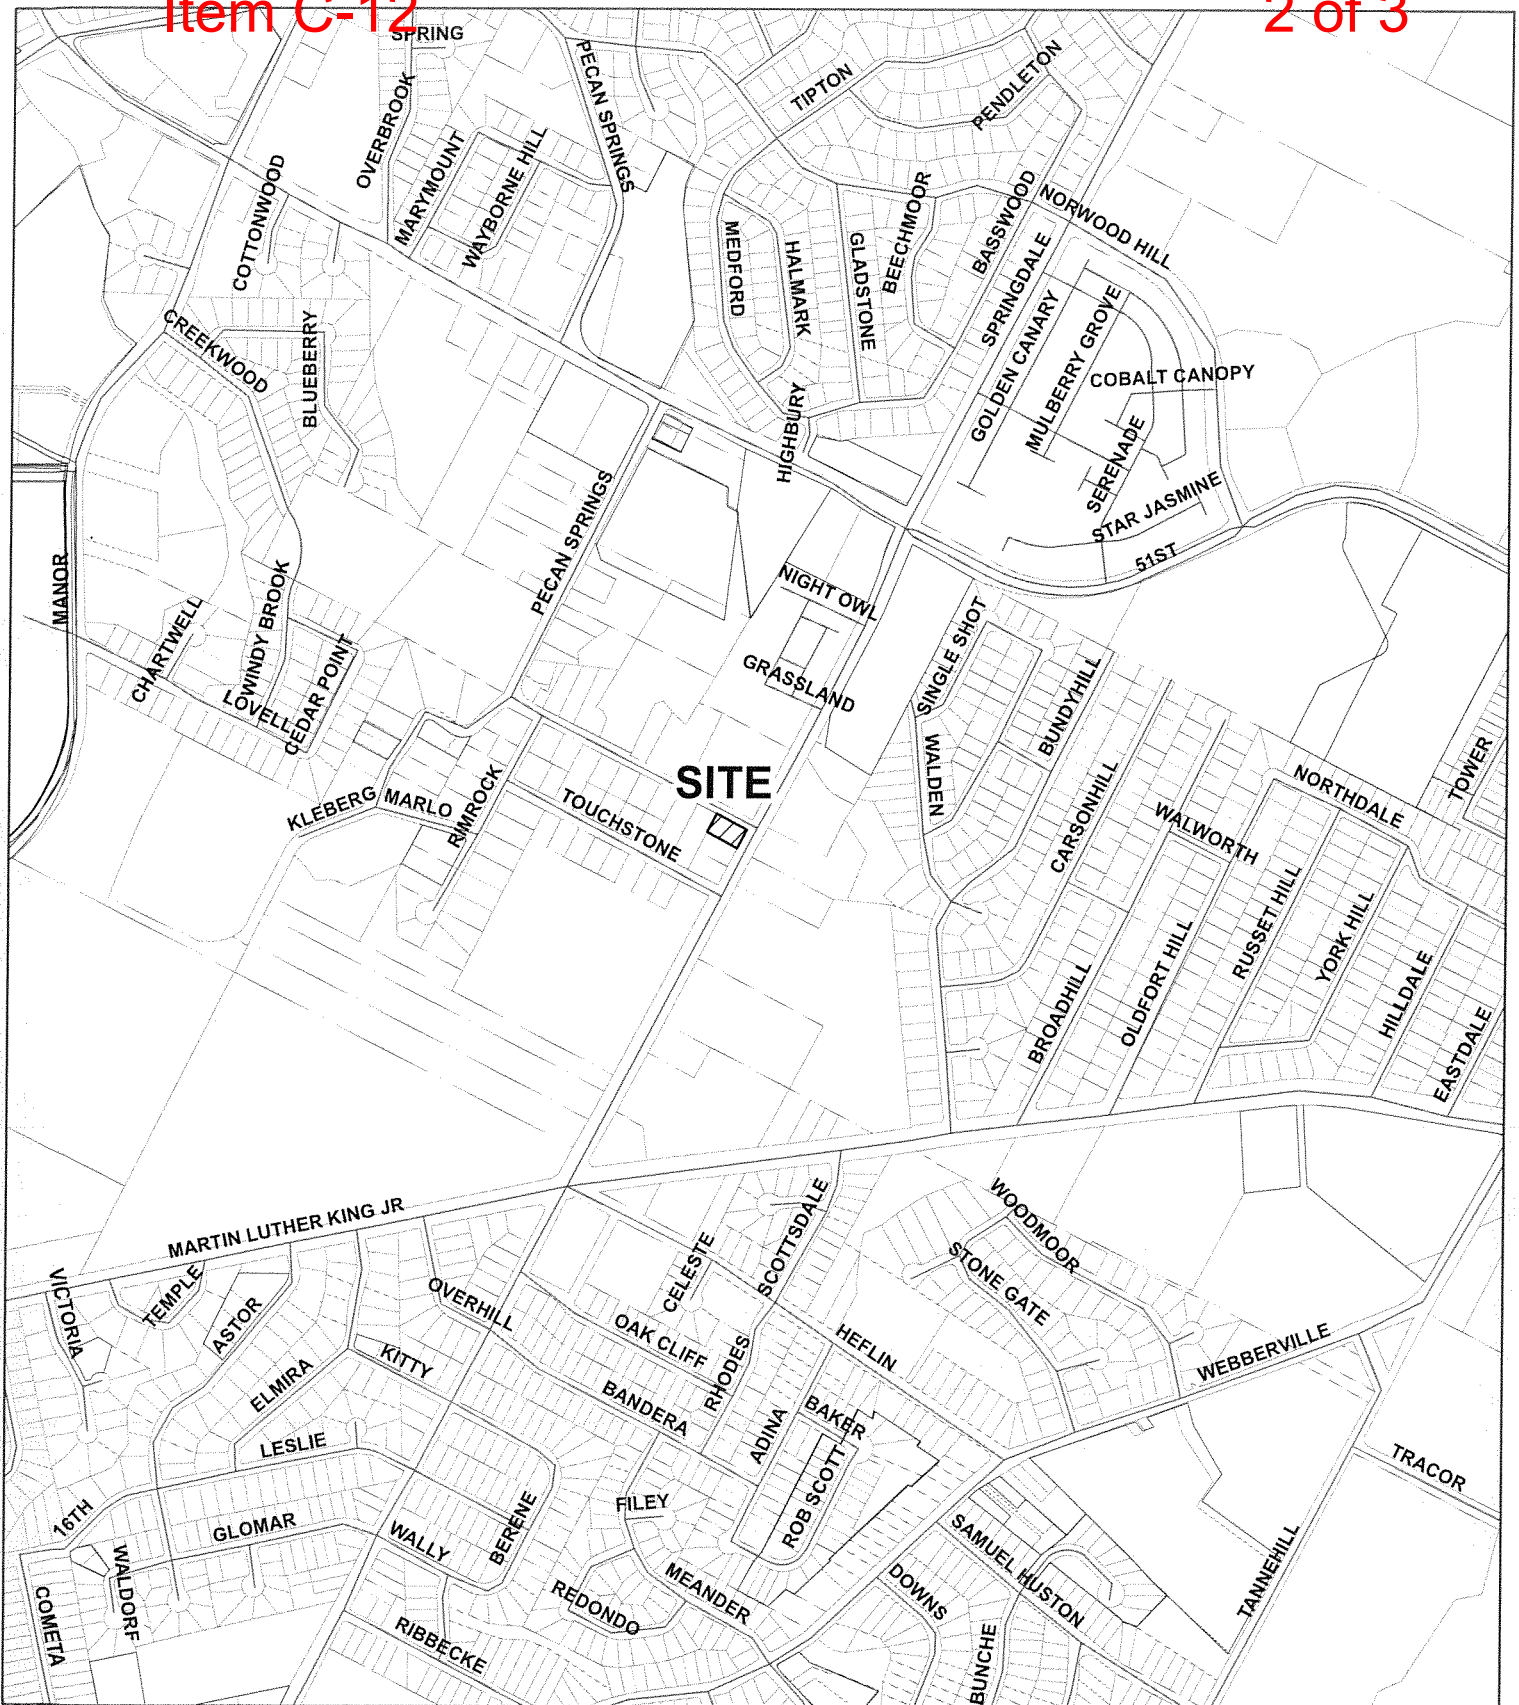 Item C-12
2 of 3
SPRING
PECAN SPRINGS
TIPTON
PENDLETON
OVERBROOK
MARYMOUNT
WAYBORNE HILL
COTTONWOOD
MEDFORD
HALMARK
GLADSTONE
BEECHMOOR
BASSWOOD
NORWOOD HILL
SPRINGDALE
GOLDEN CANARY
MULBERRY GROVE
COBALT CANOPY
CREEKWOOD
BLUEBERRY
HIGHBURY
SERENADE
STAR JASMINE
51ST
PECAN SPRINGS
MANOR
NIGHT OWL
GRASSLAND
SINGLE SHOT
CHARTWELL
LOWINDY BROOK
LOVELL
CEDAR POINT
BUNDYHILL
WALDEN
SITE
CARSONHILL
WALWORTH
NORTHDALE
TOWER
KLEBERG
MARLO
RIMROCK
TOUCHSTONE
RUSSET HILL
YORK HILL
BROADHILL
OLDFORT HILL
HILLDALE
EASTDALE
MARTIN LUTHER KING JR
VICTORIA
TEMPLE
ASTOR
OVERHILL
CELESTE
SCOTTSDALE
WOODMOOR
STONE GATE
OAK CLIFF
HEFLIN
WEBBERVILLE
ELMIRA
KITTY
RHODES
BANDERA
ADINA
BAKER
LESLIE
ROB SCOTT
TRACOR
16TH
GLOMAR
WALLY
BERENE
FILEY
SAMUEL HUSTON
TANNEHILL
COMETA
WALDORF
REDONDO
MEANDER
DOWNS
RIBBECKE
BUNCHE